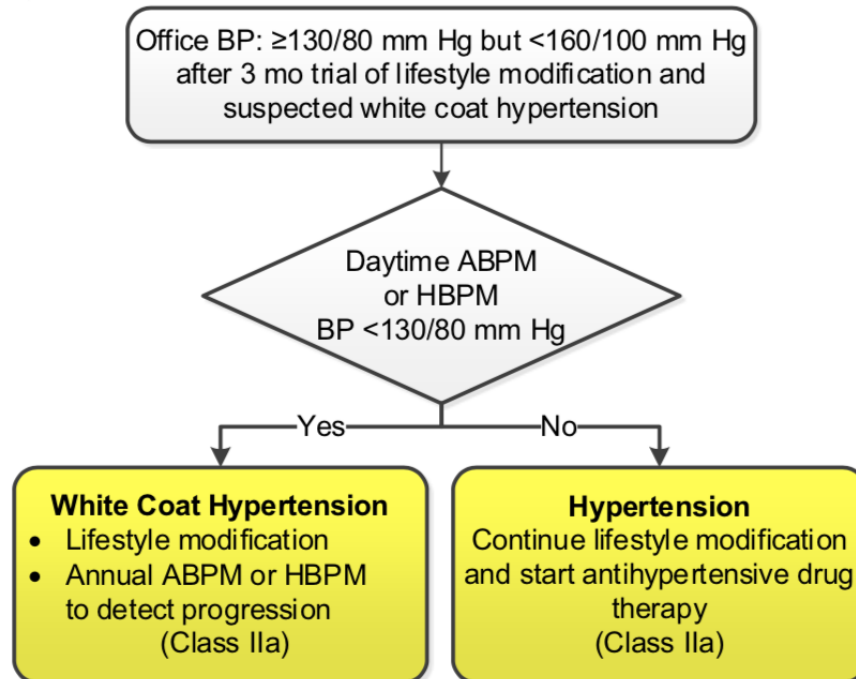 Office BP: ≥130/80 mm Hg but <160/100 mm Hg
after 3 mo trial of lifestyle modification and
suspected white coat hypertension
Daytime ABPM
or HBPM
BP <130/80 mm Hg
Yes
No
White Coat Hypertension
• Lifestyle modification
• Annual ABPM or HBPM
to detect progression
(Class IIa)
Hypertension
Continue lifestyle modification
and start antihypertensive drug
therapy
(Class IIa)